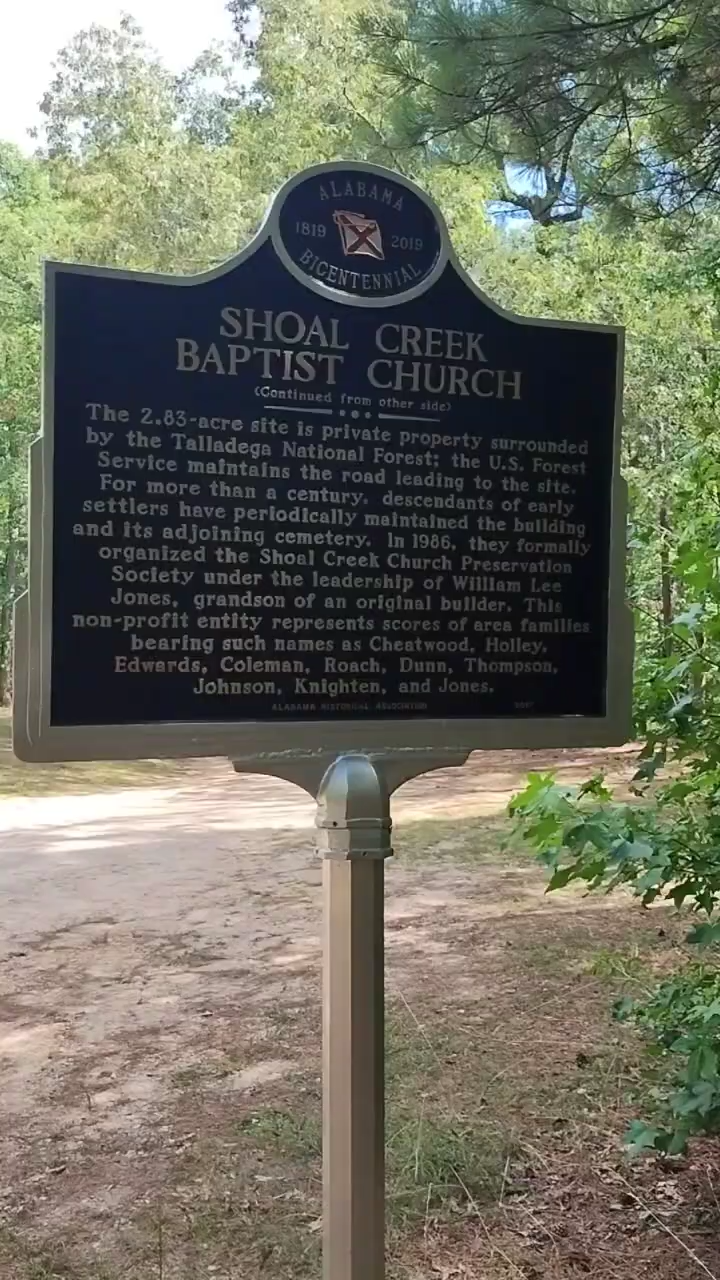 ALABAMA
1819 2019
BICENTENNIAL
SHOAL CREEK
BAPTIST CHURCH
(Continued from other side)
The 2.83-acre site is private property surrounded
by the Talladega National Forest; the U.S. Forest
Service maintains the road leading to the site.
For more than a century, descendants of early
settlers have periodically maintained the building
and its adjoining cemetery. In 1986, they formally
organized the Shoal Creek Church Preservation
Society under the leadership of William Lee
Jones, grandson of an original builder. This
non-profit entity represents scores of area families
bearing such names as Cheatwood, Holley,
Edwards, Coleman, Roach, Dunn, Thompson,
Johnson, Knighten, and Jones.
ALABAMA HISTORICAL ASSOCIATION